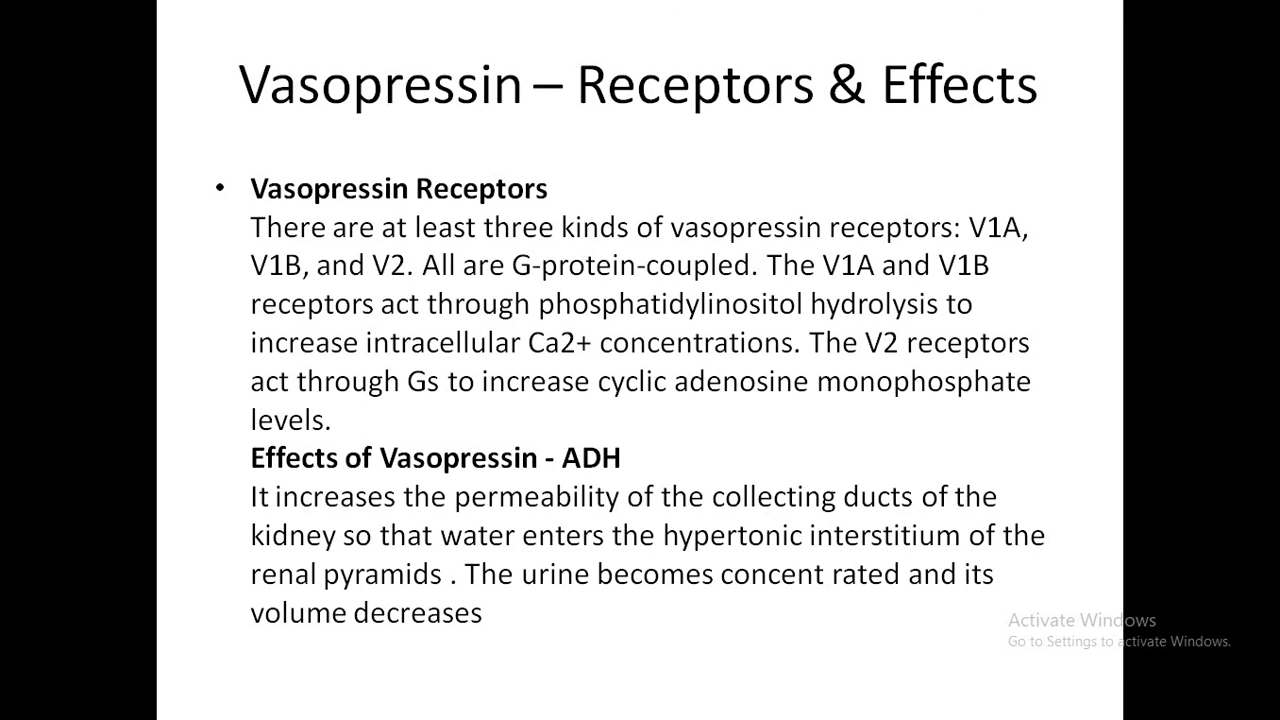 Vasopressin – Receptors & Effects
• Vasopressin Receptors
There are at least three kinds of vasopressin receptors: V1A,
V1B, and V2. All are G-protein-coupled. The V1A and V1B
receptors act through phosphatidylinositol hydrolysis to
increase intracellular Ca2+ concentrations. The V2 receptors
act through Gs to increase cyclic adenosine monophosphate
levels.
Effects of Vasopressin - ADH
It increases the permeability of the collecting ducts of the
kidney so that water enters the hypertonic interstitium of the
renal pyramids . The urine becomes concent rated and its
volume decreases
Activate Windows
Go to Settings to activate Windows.